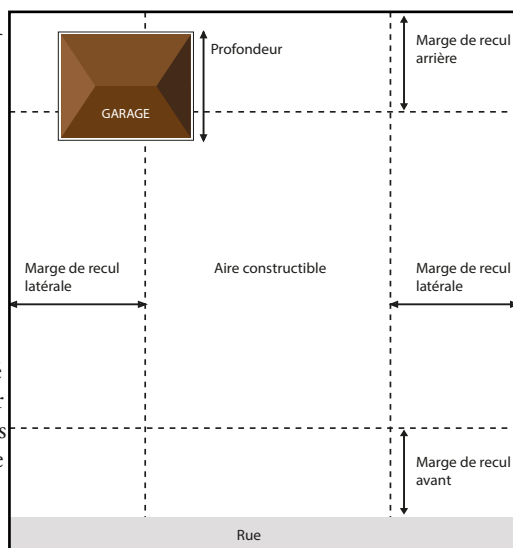 Profondeur
Marge de recul
arrière
GARAGE
Marge de recul
latérale
Aire constructible
Marge de recul
latérale
Marge de recul
avant
Rue